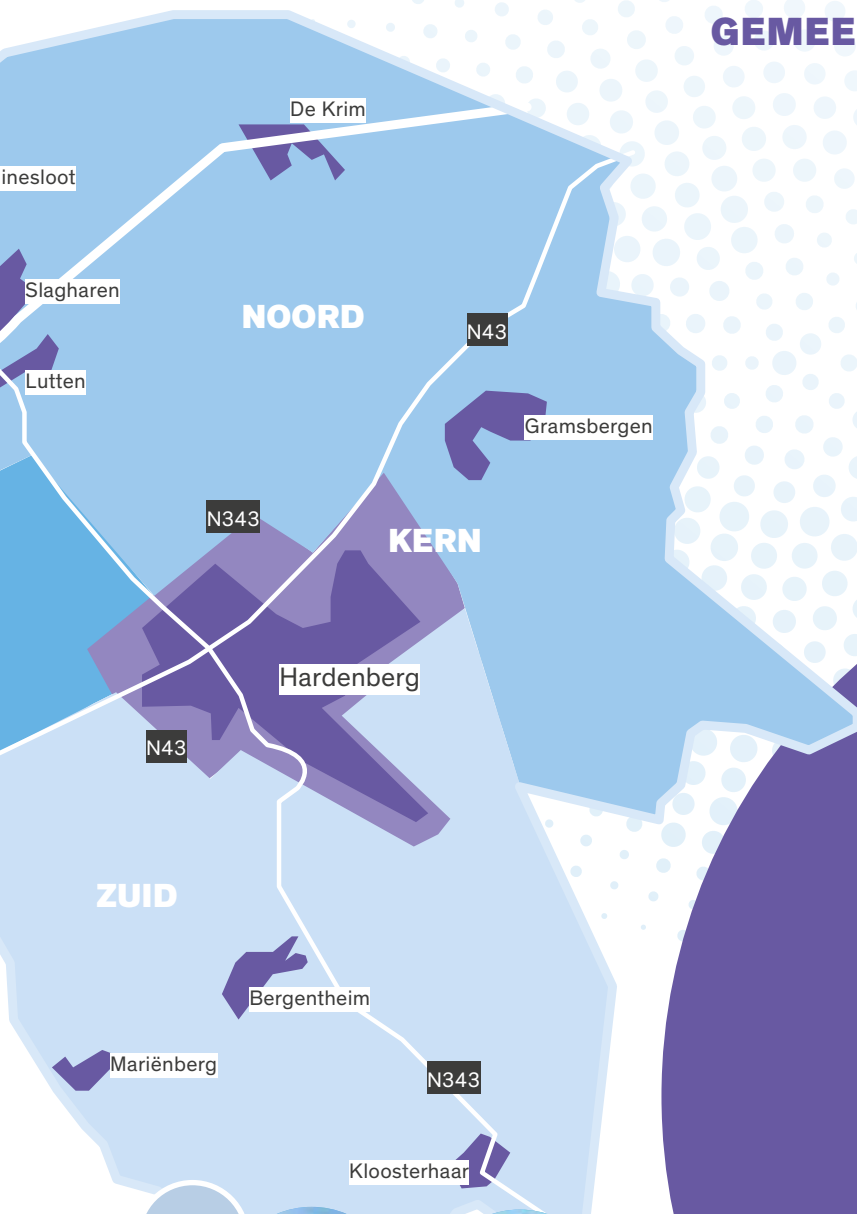 GEMEE
De Krim
inesloot
Slagharen
NOORD
N43
Lutten
Gramsbergen
N343
KERN
Hardenberg
N43
ZUID
Bergentheim
Mariënberg
N343
Kloosterhaar